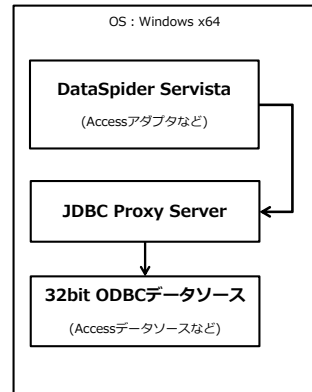 OS : Windows x64
DataSpider Servista
(Accessアダプタなど)
JDBC Proxy Server
32bit ODBCデータソース
(Accessデータソースなど)